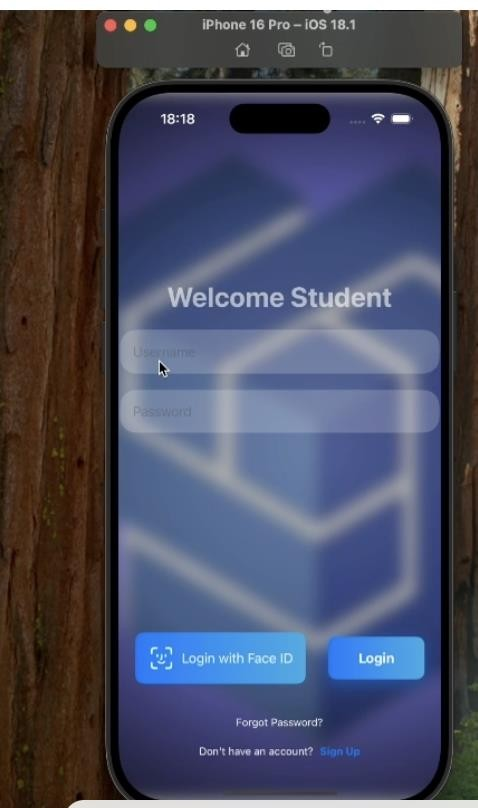 iPhone 16 Pro – iOS 18.1
18:18
Welcome Student
Username
Password
Login with Face ID
Login
Forgot Password?
Don't have an account? Sign Up